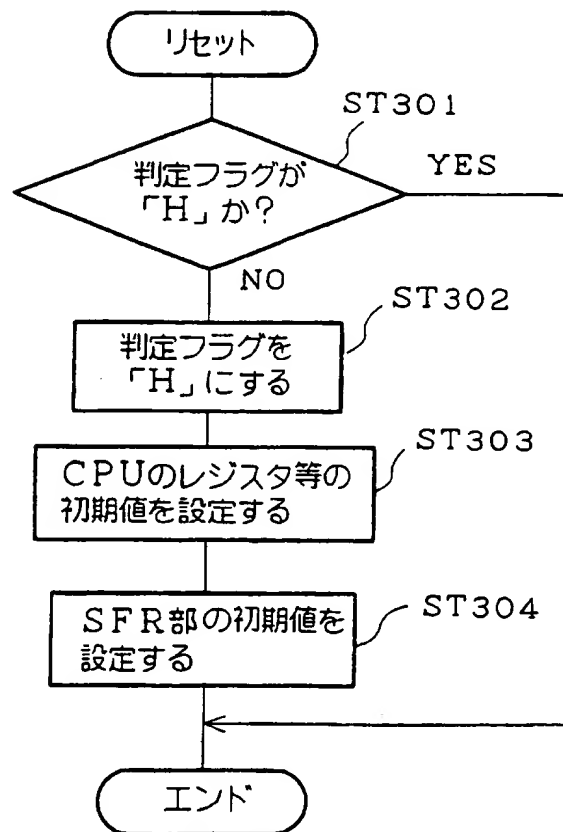 リセット
ST301
判定フラグが
「H」か?
YES
NO
ST302
判定フラグを
「H」にする
ST303
CPUのレジスタ等の
初期値を設定する
ST304
SFR部の初期値を
設定する
エンド